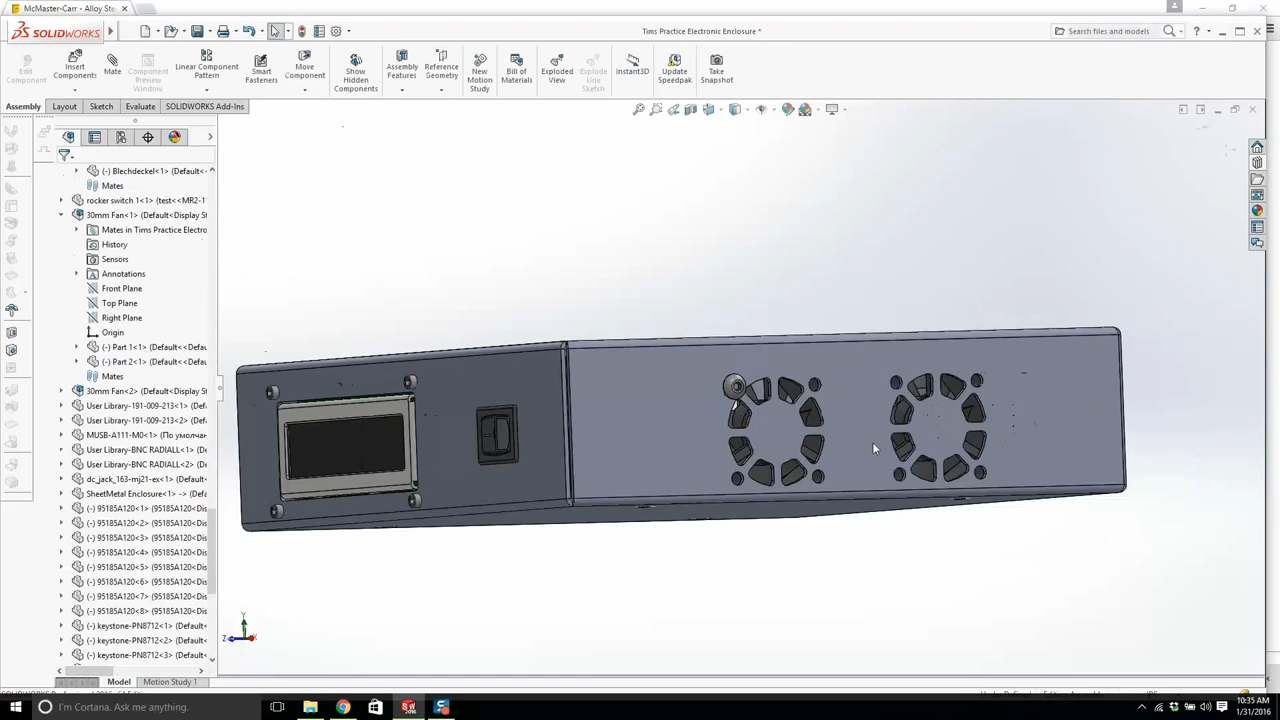 McMaster-Carr - Alloy Ste
SOLIDWORKS
Tims Practice Electronic Enclosure *
Search files and models
Edit Component
Insert Components
Mate
Component Preview Window
Linear Component Pattern
Smart Fasteners
Move Component
Show Hidden Components
Assembly Features
Reference Geometry
New Motion Study
Bill of Materials
Exploded View
Explode Line Sketch
Instant3D
Update Speedpak
Take Snapshot
Assembly
Layout
Sketch
Evaluate
SOLIDWORKS Add-Ins
(-) Blechdeckel<1> (Default<
Mates
rocker switch 1<1> (test<<MR2-1
30mm Fan<1> (Default<Display St
Mates in Tims Practice Electro
History
Sensors
Annotations
Front Plane
Top Plane
Right Plane
Origin
(-) Part 1<1> (Default<<Defau
(-) Part 2<1> (Default<<Defau
Mates
30mm Fan<2> (Default<Display St
User Library-191-009-213<1> (Def
User Library-191-009-213<2> (Def
MUSB-A111-M0<1> (По умолчан
User Library-BNC RADIALL<1> (De
User Library-BNC RADIALL<2> (De
dc_jack_163-mj21-ex<1> (Default
SheetMetal Enclosure<1> -> (Def
(-) 95185A120<1> (95185A120<Dis
(-) 95185A120<2> (95185A120<Dis
(-) 95185A120<3> (95185A120<Dis
(-) 95185A120<4> (95185A120<Dis
(-) 95185A120<5> (95185A120<Dis
(-) 95185A120<6> (95185A120<Dis
(-) 95185A120<7> (95185A120<Dis
(-) 95185A120<8> (95185A120<Dis
(-) keystone-PN8712<1> (Default
(-) keystone-PN8712<2> (Default
(-) keystone-PN8712<3> (Default
Y
Z
X
Model
Motion Study 1
I'm Cortana. Ask me anything.
10:35 AM
1/31/2016